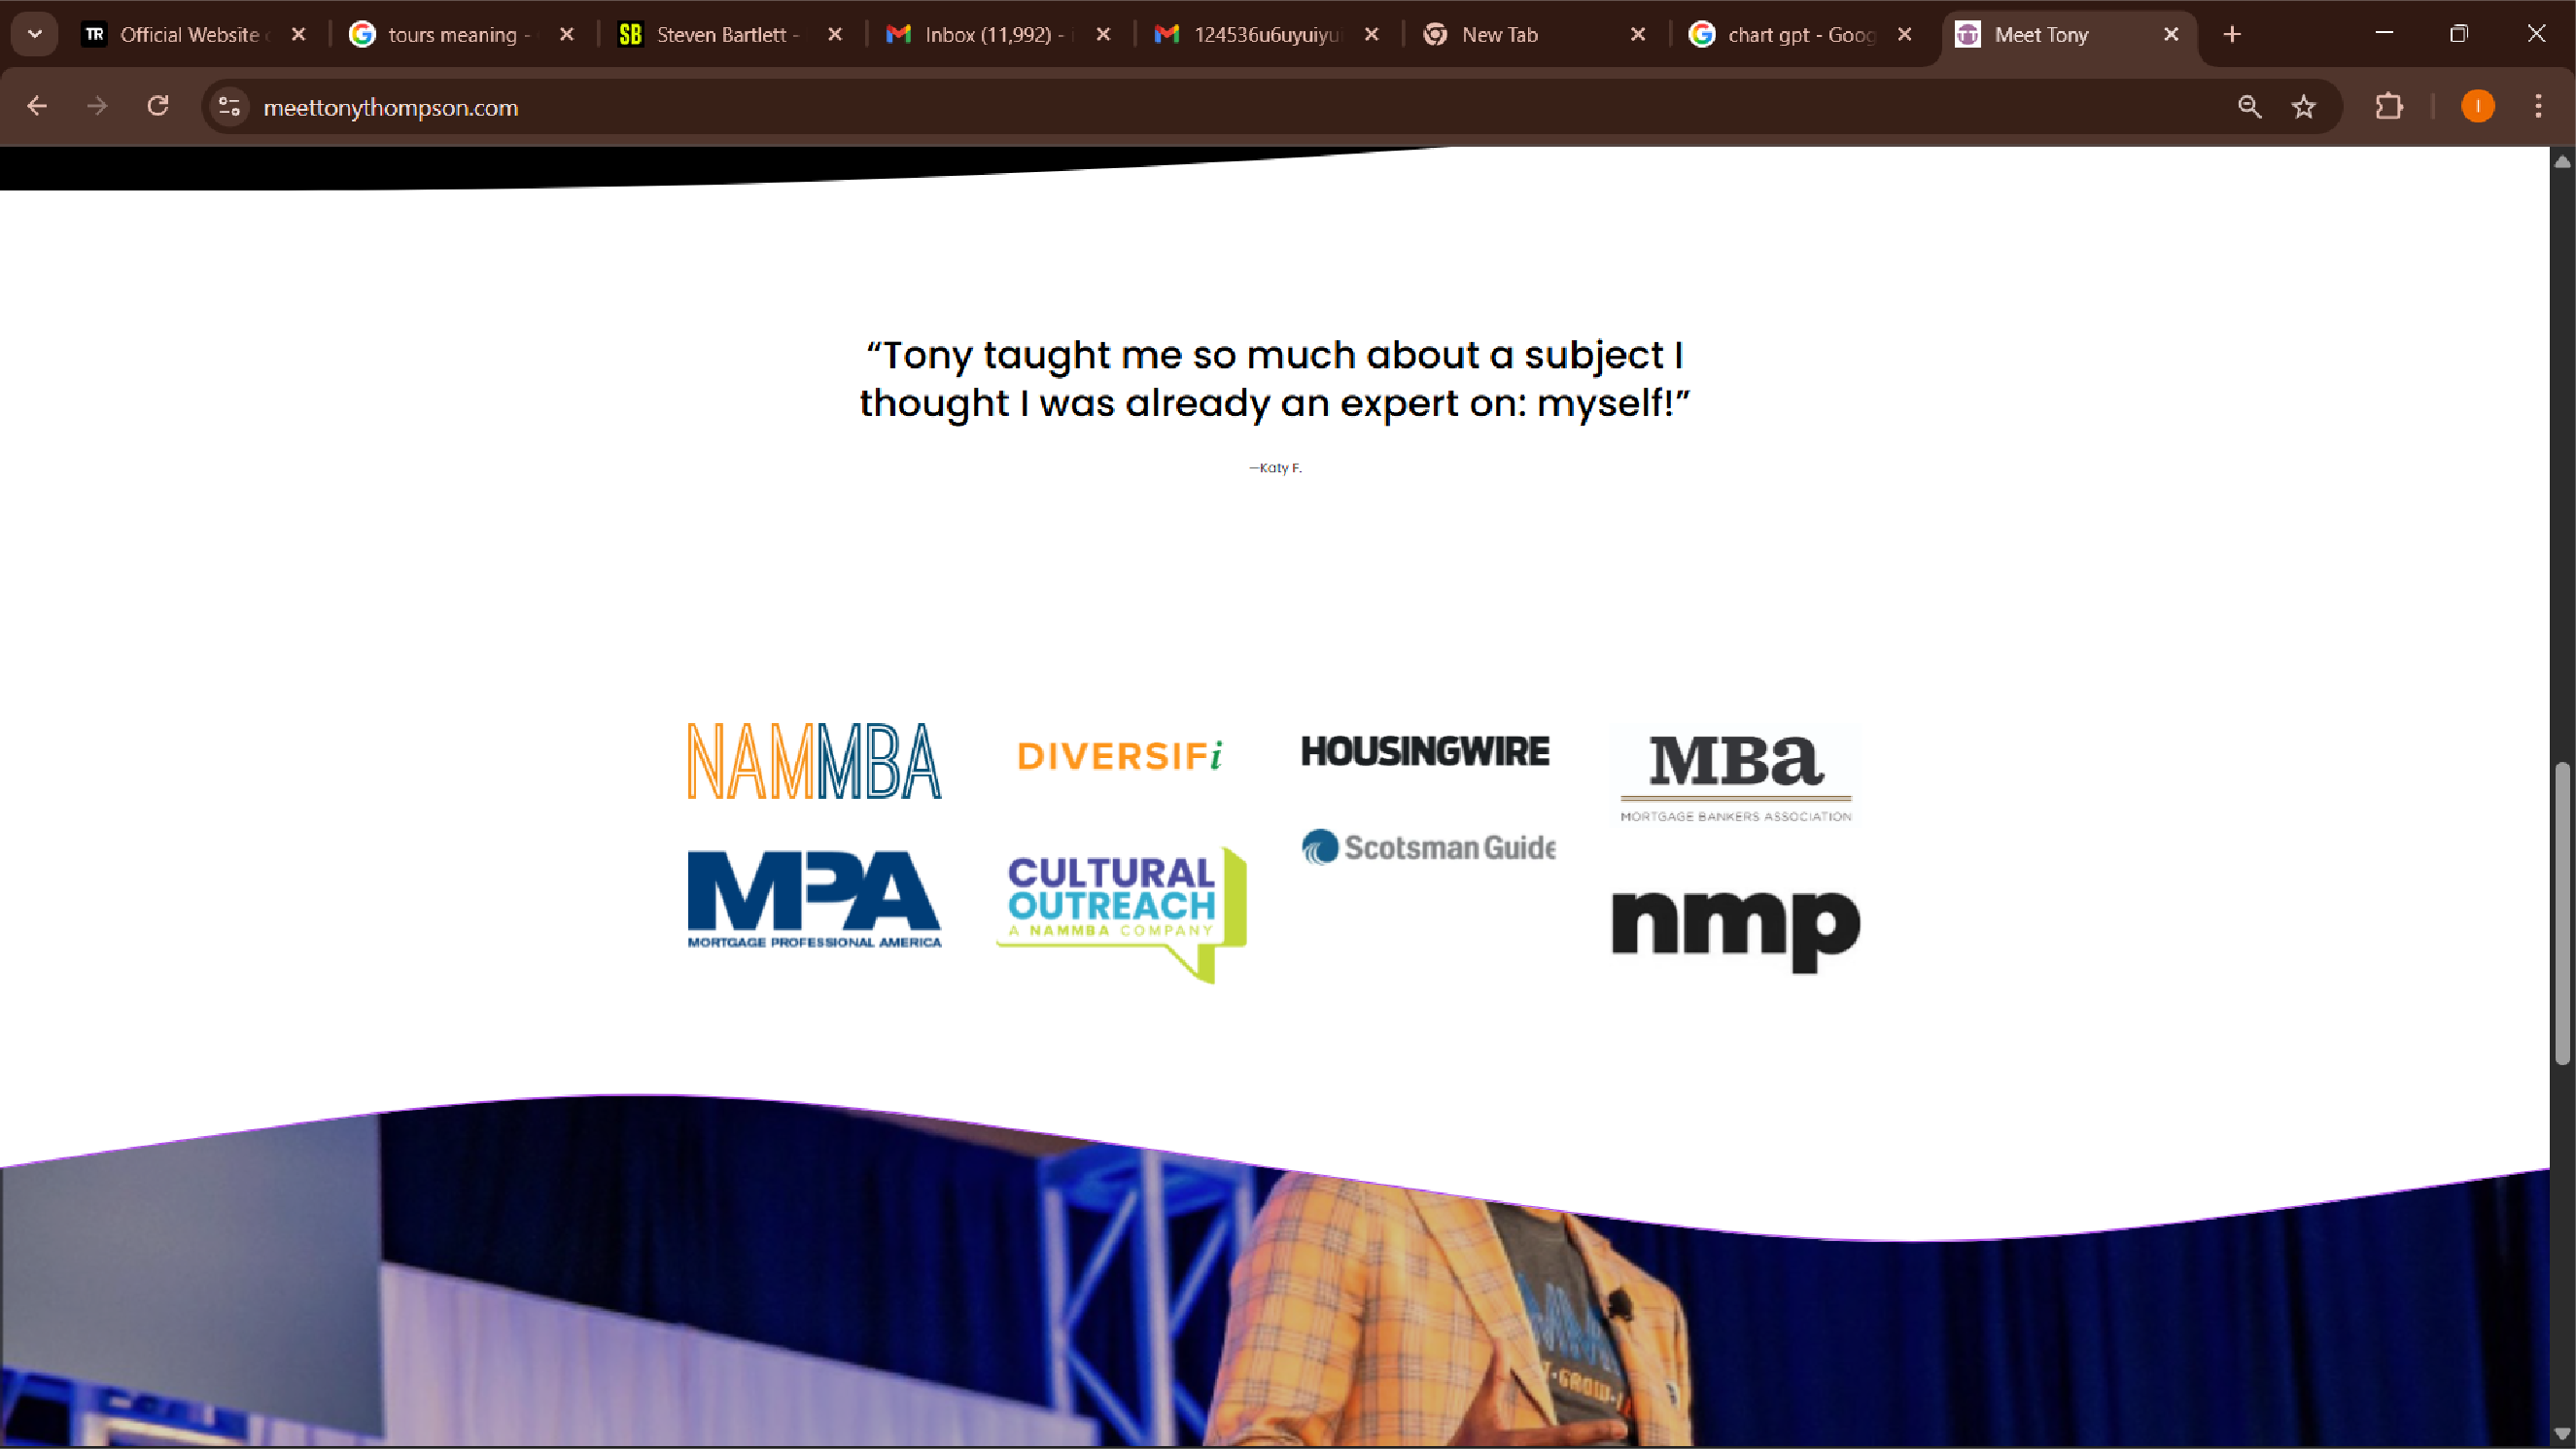 TR Official Website
tours meaning -
SB Steven Bartlett -
Inbox (11,992) -
124536u6uyuiyu
New Tab
chart gpt - Goog
Meet Tony
meettonythompson.com
I
“Tony taught me so much about a subject I
thought I was already an expert on: myself!”
—Katy F.
NAMMBA
DIVERSIFi
HOUSINGWIRE
MBa
MORTGAGE BANKERS ASSOCIATION
MPA
MORTGAGE PROFESSIONAL AMERICA
CULTURAL
OUTREACH
A NAMMBA COMPANY
Scotsman Guide
nmp
GROW